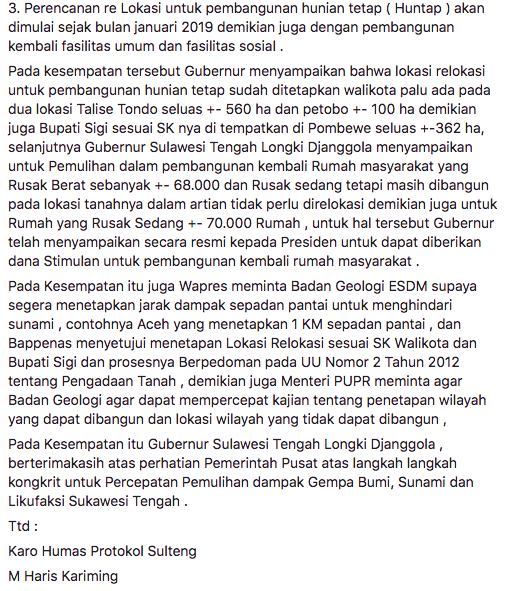 3. Perencanan re Lokasi untuk pembangunan hunian tetap ( Huntap ) akan
dimulai sejak bulan januari 2019 demikian juga dengan pembangunan
kembali fasilitas umum dan fasilitas sosial .
Pada kesempatan tersebut Gubernur menyampaikan bahwa lokasi relokasi
untuk pembangunan hunian tetap sudah ditetapkan walikota palu ada pada
dua lokasi Talise Tondo seluas +- 560 ha dan petobo +- 100 ha demikian
juga Bupati Sigi sesuai SK nya di tempatkan di Pombewe seluas +-362 ha,
selanjutnya Gubernur Sulawesi Tengah Longki Djanggola menyampaikan
untuk Pemulihan dalam pembangunan kembali Rumah masyarakat yang
Rusak Berat sebanyak +- 68.000 dan Rusak sedang tetapi masih dibangun
pada lokasi tanahnya dalam artian tidak perlu direlokasi demikian juga untuk
Rumah yang Rusak Sedang +- 70.000 Rumah , untuk hal tersebut Gubernur
telah menyampaikan secara resmi kepada Presiden untuk dapat diberikan
dana Stimulan untuk pembangunan kembali rumah masyarakat .
Pada Kesempatan itu juga Wapres meminta Badan Geologi ESDM supaya
segera menetapkan jarak dampak sepadan pantai untuk menghindari
sunami , contohnya Aceh yang menetapkan 1 KM sepadan pantai , dan
Bappenas menyetujui menetapan Lokasi Relokasi sesuai SK Walikota dan
Bupati Sigi dan prosesnya Berpedoman pada UU Nomor 2 Tahun 2012
tentang Pengadaan Tanah , demikian juga Menteri PUPR meminta agar
Badan Geologi agar dapat mempercepat kajian tentang penetapan wilayah
yang dapat dibangun dan lokasi wilayah yang tidak dapat dibangun ,
Pada Kesempatan itu Gubernur Sulawesi Tengah Longki Djanggola ,
berterimakasih atas perhatian Pemerintah Pusat atas langkah langkah
kongkrit untuk Percepatan Pemulihan dampak Gempa Bumi, Sunami dan
Likufaksi Sukawesi Tengah .
Ttd :
Karo Humas Protokol Sulteng
M Haris Kariming